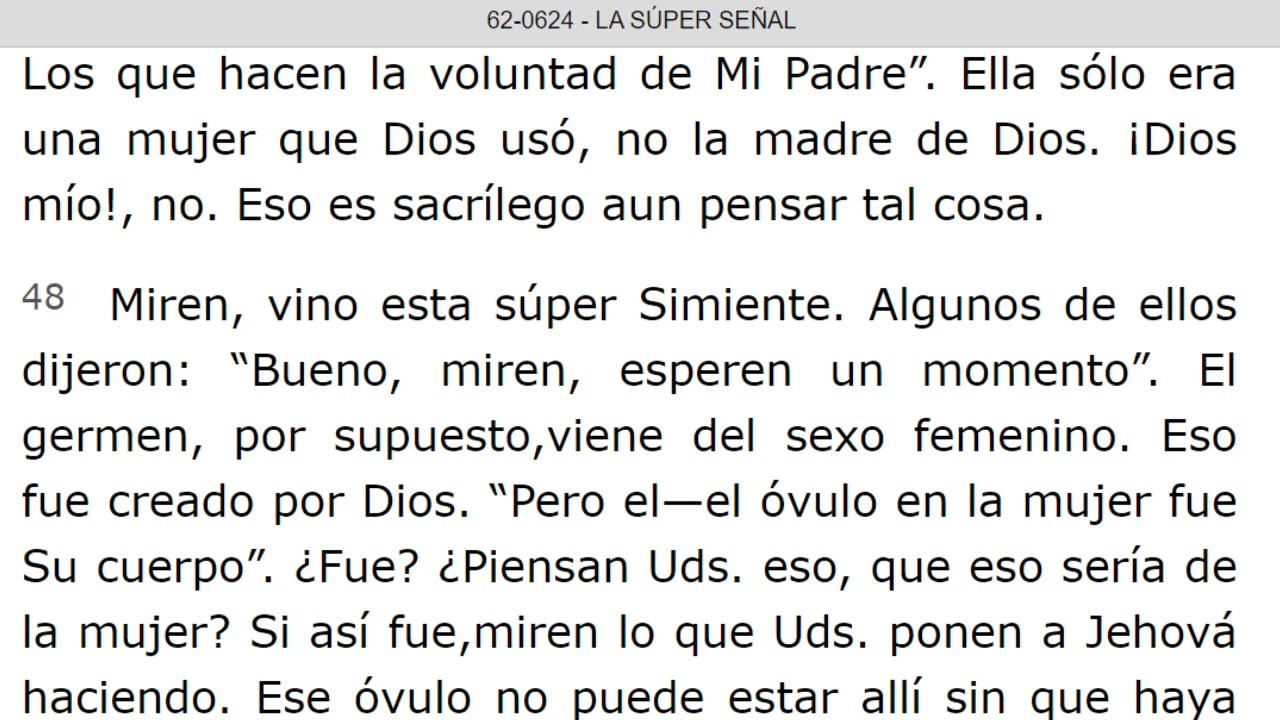 62-0624 - LA SÚPER SEÑAL
Los que hacen la voluntad de Mi Padre”. Ella sólo era
una mujer que Dios usó, no la madre de Dios. ¡Dios
mío!, no. Eso es sacrílego aun pensar tal cosa.
48 Miren, vino esta súper Simiente. Algunos de ellos
dijeron: “Bueno, miren, esperen un momento”. El
germen, por supuesto,viene del sexo femenino. Eso
fue creado por Dios. “Pero el—el óvulo en la mujer fue
Su cuerpo”. ¿Fue? ¿Piensan Uds. eso, que eso sería de
la mujer? Si así fue,miren lo que Uds. ponen a Jehová
haciendo. Ese óvulo no puede estar allí sin que haya